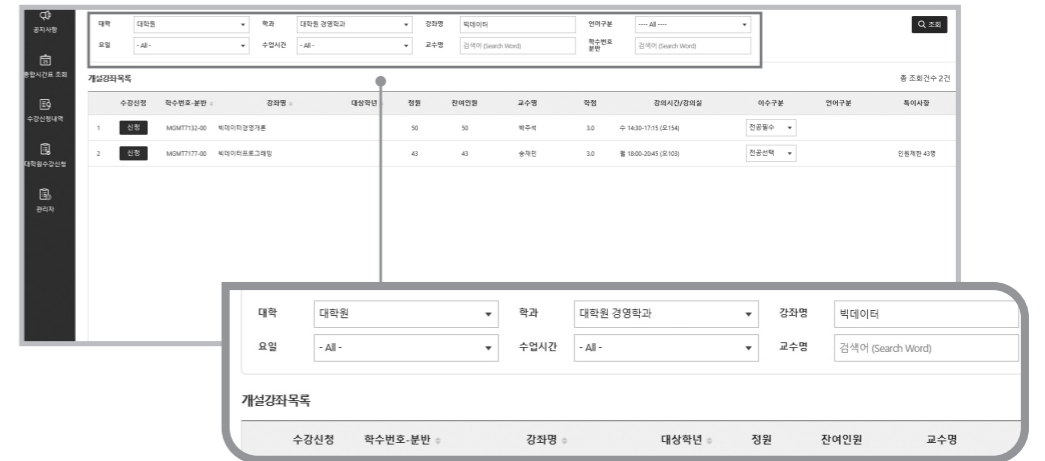 공지사항
종합시간표 조회
수강신청내역
대학원수강신청
관리자
대학 대학원 학과 대학원 경영학과 강좌명 빅데이터 언어구분 ---- All ---- 조회
요일 - All - 수업시간 - All - 교수명 검색어 (Search Word) 학수번호 분반 검색어 (Search Word)
개설강좌목록 총 조회건수 2건
수강신청 학수번호-분반 강좌명 대상학년 정원 잔여인원 교수명 학점 강의시간/강의실 이수구분 언어구분 특이사항
1 신청 MGMT7132-00 빅데이터경영개론 50 50 박주석 3.0 수 14:30-17:15 (오154) 전공필수
2 신청 MGMT7177-00 빅데이터프로그래밍 43 43 송재민 3.0 월 18:00-20:45 (오103) 전공선택 인원제한 43명
대학 대학원 학과 대학원 경영학과 강좌명 빅데이터
요일 - All - 수업시간 - All - 교수명 검색어 (Search Word)
개설강좌목록
수강신청 학수번호-분반 강좌명 대상학년 정원 잔여인원 교수명